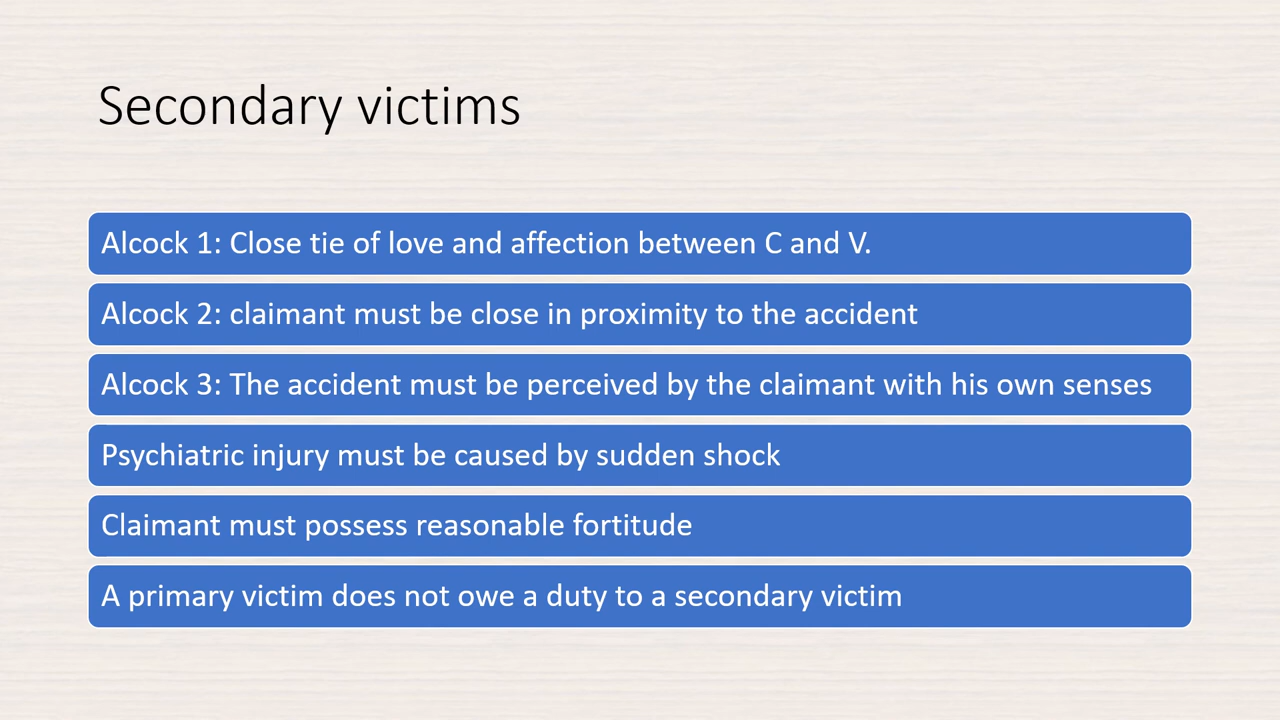 Secondary victims
Alcock 1: Close tie of love and affection between C and V.
Alcock 2: claimant must be close in proximity to the accident
Alcock 3: The accident must be perceived by the claimant with his own senses
Psychiatric injury must be caused by sudden shock
Claimant must possess reasonable fortitude
A primary victim does not owe a duty to a secondary victim